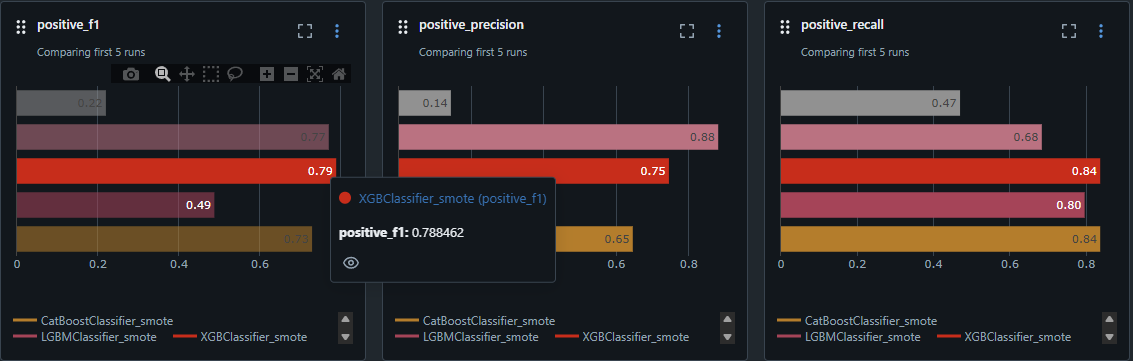 positive_f1
Comparing first 5 runs
0.22
0.77
0.79
0.49
0.73
0 0.2 0.4 0.6
CatBoostClassifier_smote
LGBMClassifier_smote XGBClassifier_smote
XGBClassifier_smote (positive_f1)
positive_f1: 0.788462
positive_precision
Comparing first 5 runs
0.14
0.88
0.75
0.65
0.6 0.8
CatBoostClassifier_smote
LGBMClassifier_smote XGBClassifier_smote
positive_recall
Comparing first 5 runs
0.47
0.68
0.84
0.80
0.84
0 0.2 0.4 0.6 0.8
CatBoostClassifier_smote
LGBMClassifier_smote XGBClassifier_smote